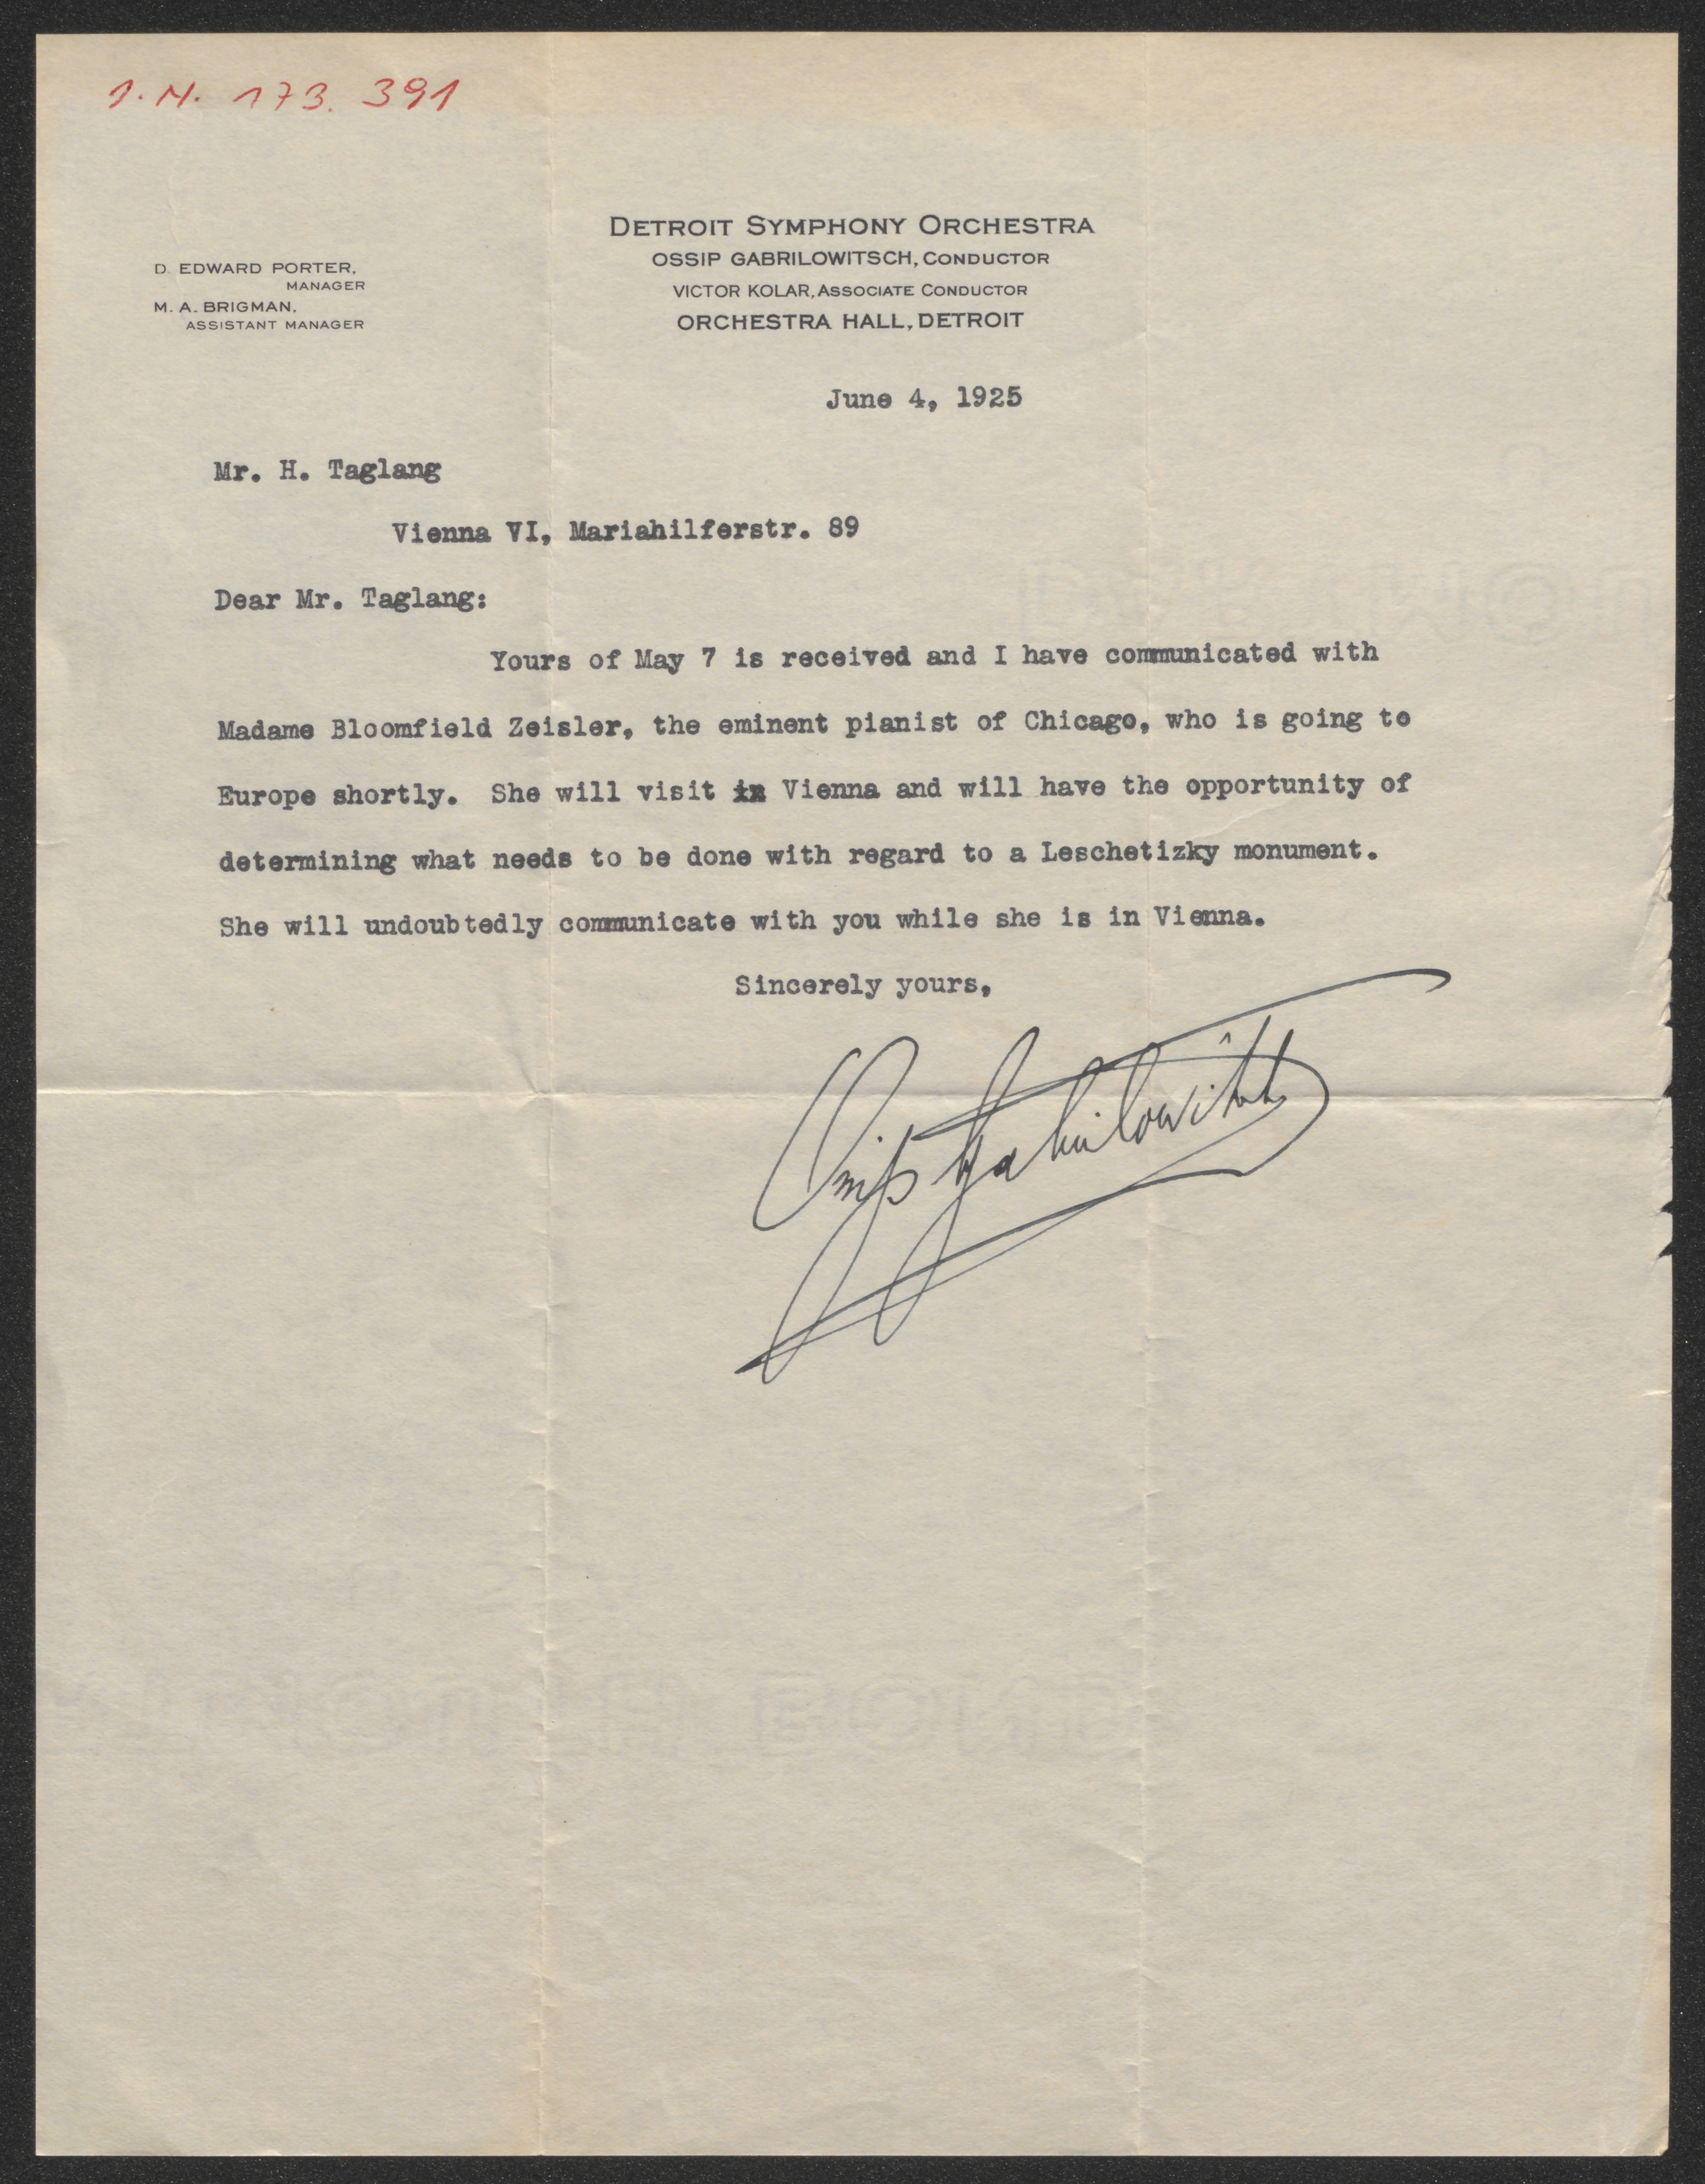 J.N. 173.391
DETROIT SYMPHONY ORCHESTRA
OSSIP GABRILOWITSCH, CONDUCTOR
VICTOR KOLAR, ASSOCIATE CONDUCTOR
ORCHESTRA HALL, DETROIT
D. EDWARD PORTER,
MANAGER
M. A. BRIGMAN,
ASSISTANT MANAGER
June 4, 1925
Mr. H. Taglang
Vienna VI, Mariahilferstr. 89
Dear Mr. Taglang:
Yours of May 7 is received and I have communicated with
Madame Bloomfield Zeisler, the eminent pianist of Chicago, who is going to
Europe shortly. She will visit in Vienna and will have the opportunity of
determining what needs to be done with regard to a Leschetizky monument.
She will undoubtedly communicate with you while she is in Vienna.
Sincerely yours,
Ossip Gabrilowitsch